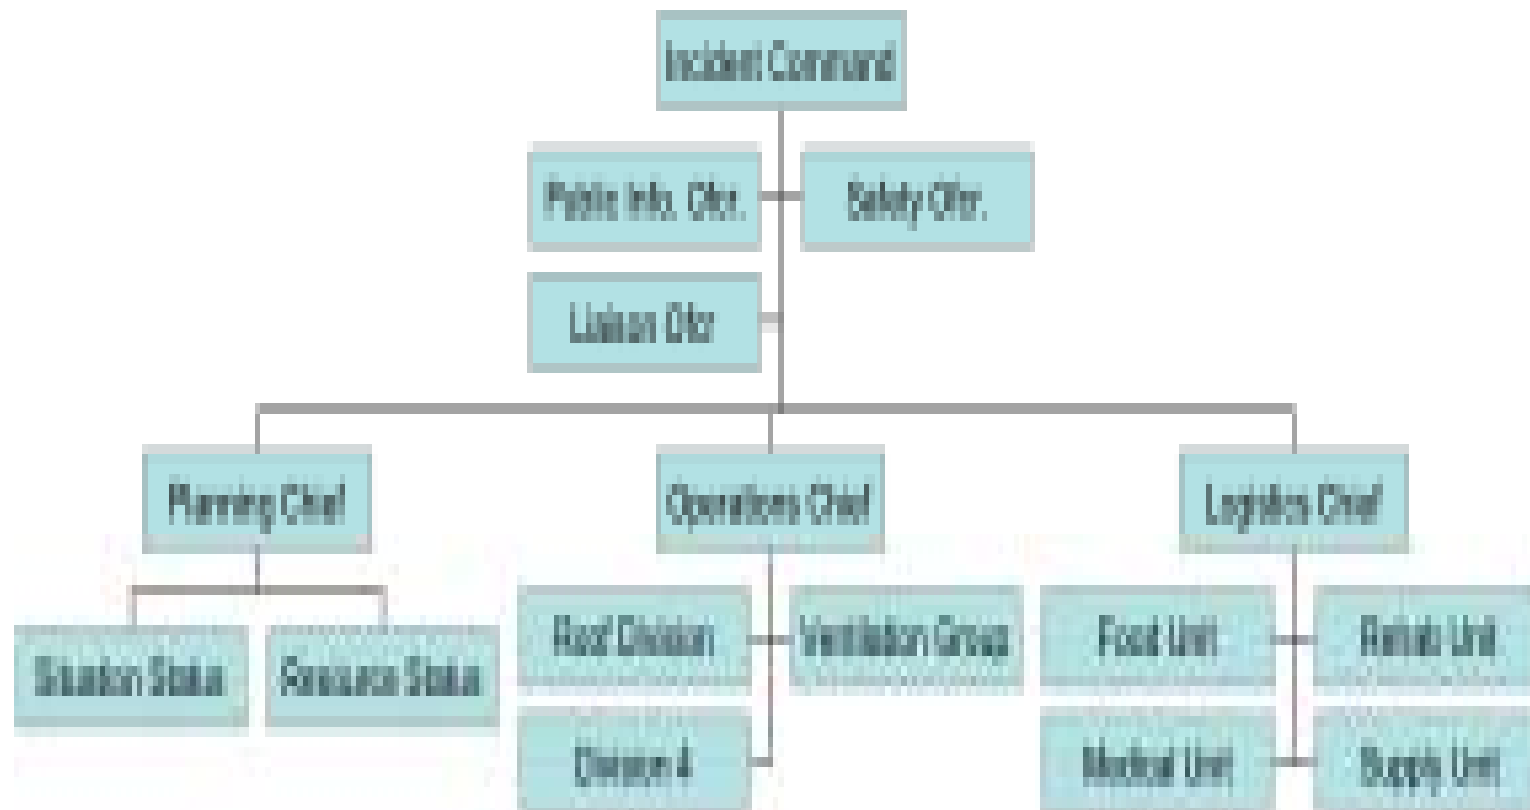 Incident Command
Public Info. Ofcr.
Safety Ofcr.
Liaison Ofcr
Planning Chief
Operations Chief
Logistics Chief
Situation Status
Resource Status
Roof Division
Ventilation Group
Division A
Food Unit
Rehab Unit
Medical Unit
Supply Unit